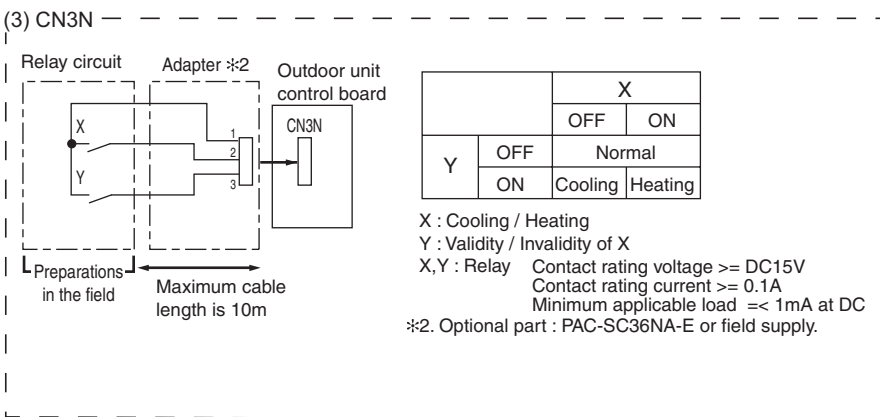 (3) CN3N
Relay circuit
Adapter ✻2
Outdoor unit
control board
CN3N
X
Y
1
2
3
Preparations
in the field
Maximum cable
length is 10m
X
OFF ON
Y OFF Normal
ON Cooling Heating
X : Cooling / Heating
Y : Validity / Invalidity of X
X,Y : Relay Contact rating voltage >= DC15V
Contact rating current >= 0.1A
Minimum applicable load =< 1mA at DC
✻2. Optional part : PAC-SC36NA-E or field supply.